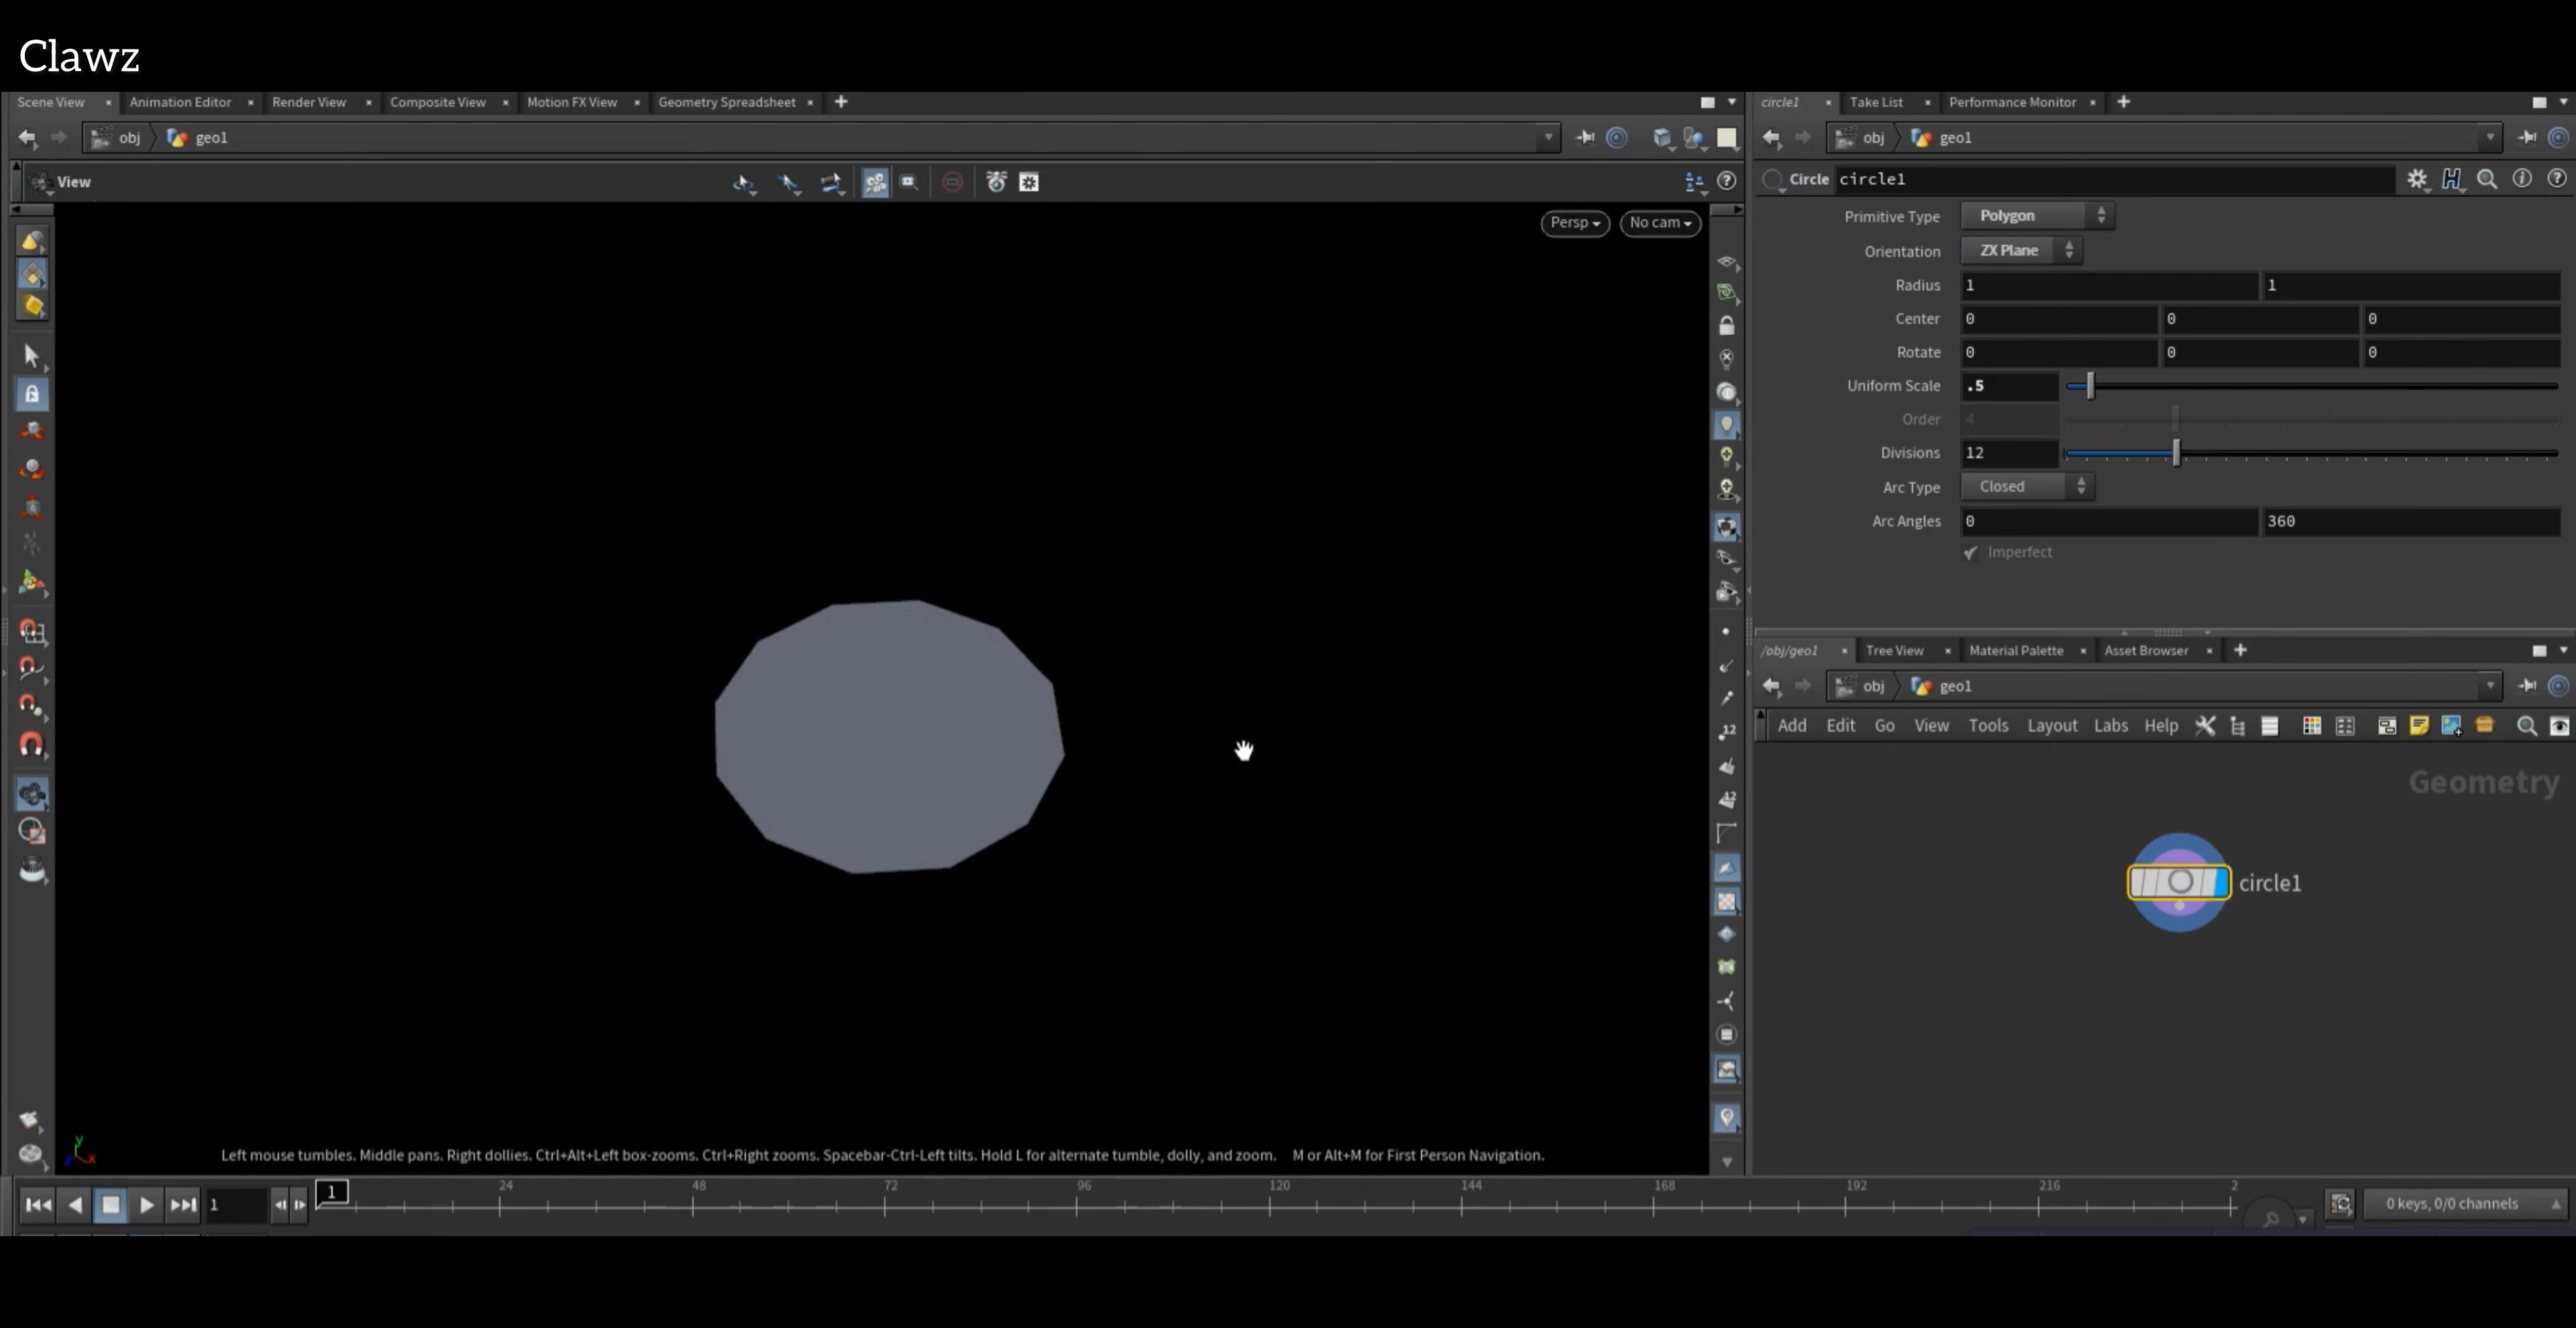 Clawz
Scene View Animation Editor Render View Composite View Motion FX View Geometry Spreadsheet
obj geo1
View
Persp No cam
Left mouse tumbles. Middle pans. Right dollies. Ctrl+Alt+Left box-zooms. Ctrl+Right zooms. Spacebar-Ctrl-Left tilts. Hold L for alternate tumble, dolly, and zoom. M or Alt+M for First Person Navigation.
circle1 Take List Performance Monitor
obj geo1
Circle circle1
Primitive Type Polygon
Orientation ZX Plane
Radius 1 1
Center 0 0 0
Rotate 0 0 0
Uniform Scale .5
Order 4
Divisions 12
Arc Type Closed
Arc Angles 0 360
Imperfect
/obj/geo1 Tree View Material Palette Asset Browser
obj geo1
Add Edit Go View Tools Layout Labs Help
Geometry
circle1
1 1 24 48 72 96 120 144 168 192 216 2
0 keys, 0/0 channels